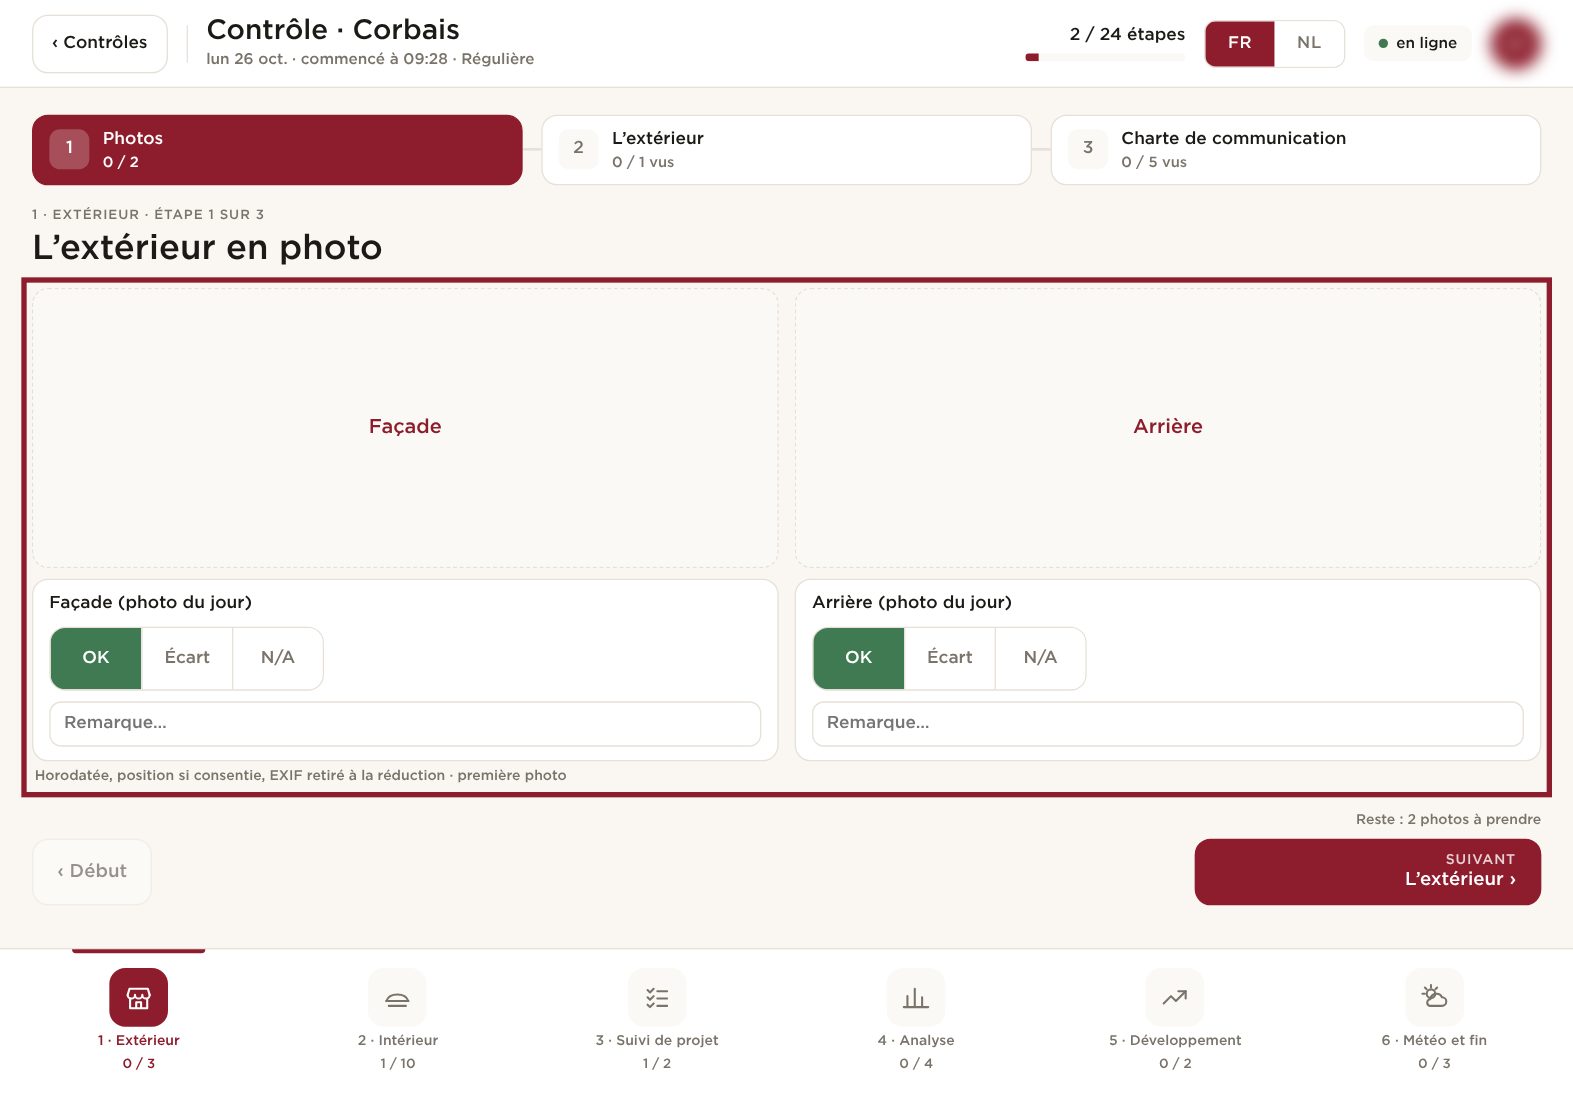 ‹ Contrôles
Contrôle · Corbais
lun 26 oct. · commencé à 09:28 · Régulière
2 / 24 étapes
FR
NL
en ligne
1
Photos
0 / 2
2
L’extérieur
0 / 1 vus
3
Charte de communication
0 / 5 vus
1 · EXTÉRIEUR · ÉTAPE 1 SUR 3
L’extérieur en photo
Façade
Arrière
Façade (photo du jour)
OK
Écart
N/A
Remarque...
Arrière (photo du jour)
OK
Écart
N/A
Remarque...
Horodatée, position si consentie, EXIF retiré à la réduction · première photo
Reste : 2 photos à prendre
‹ Début
SUIVANT
L’extérieur ›
1 · Extérieur
0 / 3
2 · Intérieur
1 / 10
3 · Suivi de projet
1 / 2
4 · Analyse
0 / 4
5 · Développement
0 / 2
6 · Météo et fin
0 / 3